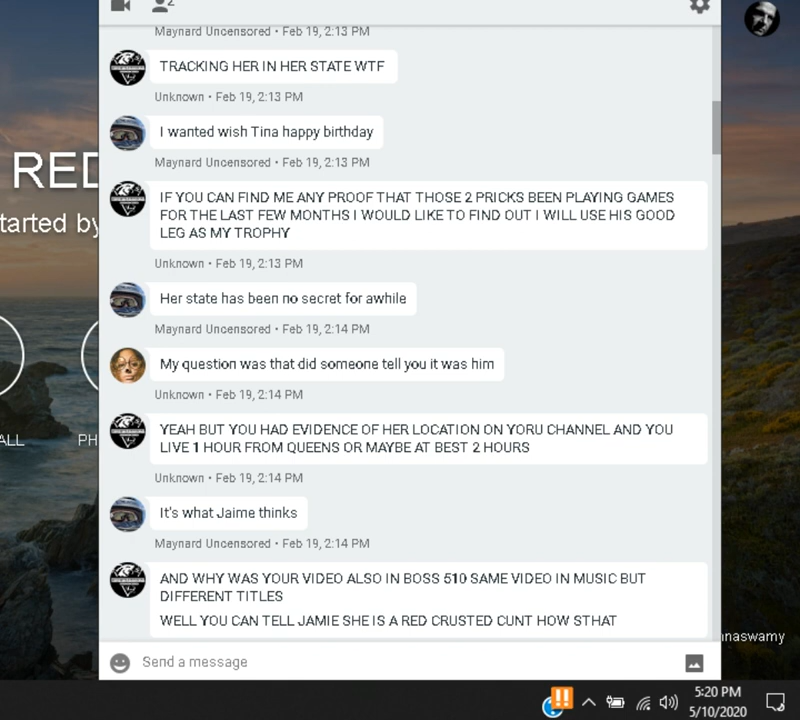 2
Maynard Uncensored • Feb 19, 2:13 PM
TRACKING HER IN HER STATE WTF
Unknown • Feb 19, 2:13 PM
I wanted wish Tina happy birthday
Maynard Uncensored • Feb 19, 2:13 PM
RED
tarted by
IF YOU CAN FIND ME ANY PROOF THAT THOSE 2 PRICKS BEEN PLAYING GAMES
FOR THE LAST FEW MONTHS I WOULD LIKE TO FIND OUT I WILL USE HIS GOOD
LEG AS MY TROPHY
Unknown • Feb 19, 2:13 PM
Her state has been no secret for awhile
Maynard Uncensored • Feb 19, 2:14 PM
My question was that did someone tell you it was him
Unknown • Feb 19, 2:14 PM
ALL
PH
YEAH BUT YOU HAD EVIDENCE OF HER LOCATION ON YORU CHANNEL AND YOU
LIVE 1 HOUR FROM QUEENS OR MAYBE AT BEST 2 HOURS
Unknown • Feb 19, 2:14 PM
It's what Jaime thinks
Maynard Uncensored • Feb 19, 2:14 PM
AND WHY WAS YOUR VIDEO ALSO IN BOSS 510 SAME VIDEO IN MUSIC BUT
DIFFERENT TITLES
WELL YOU CAN TELL JAMIE SHE IS A RED CRUSTED CUNT HOW STHAT
nnaswamy
Send a message
5:20 PM
5/10/2020